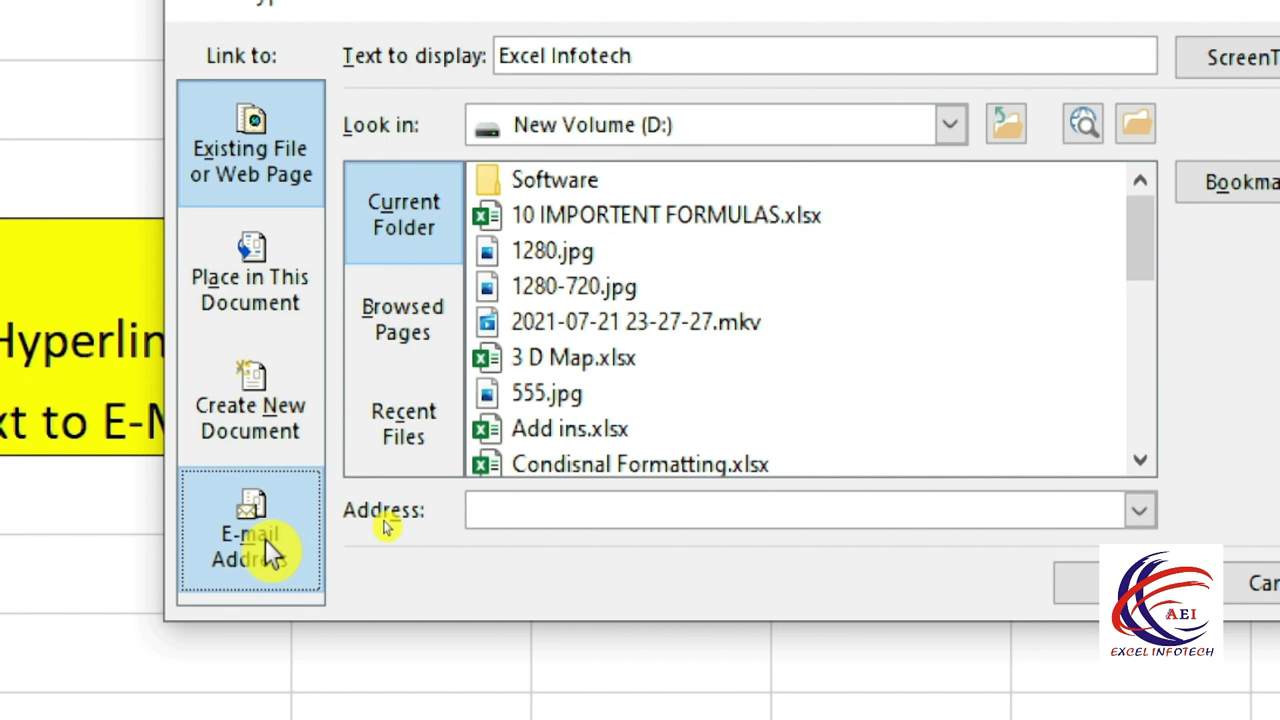 Link to:
Text to display: Excel Infotech
ScreenT
Existing File
or Web Page
Look in: New Volume (D:)
Current
Folder
Software
10 IMPORTENT FORMULAS.xlsx
1280.jpg
1280-720.jpg
2021-07-21 23-27-27.mkv
3 D Map.xlsx
555.jpg
Add ins.xlsx
Condisnal Formatting.xlsx
Bookma
Place in This
Document
Browsed
Pages
Hyperlin
xt to E-M
Create New
Document
Recent
Files
E-mail
Address
Address:
Can
AEI
EXCEL INFOTECH